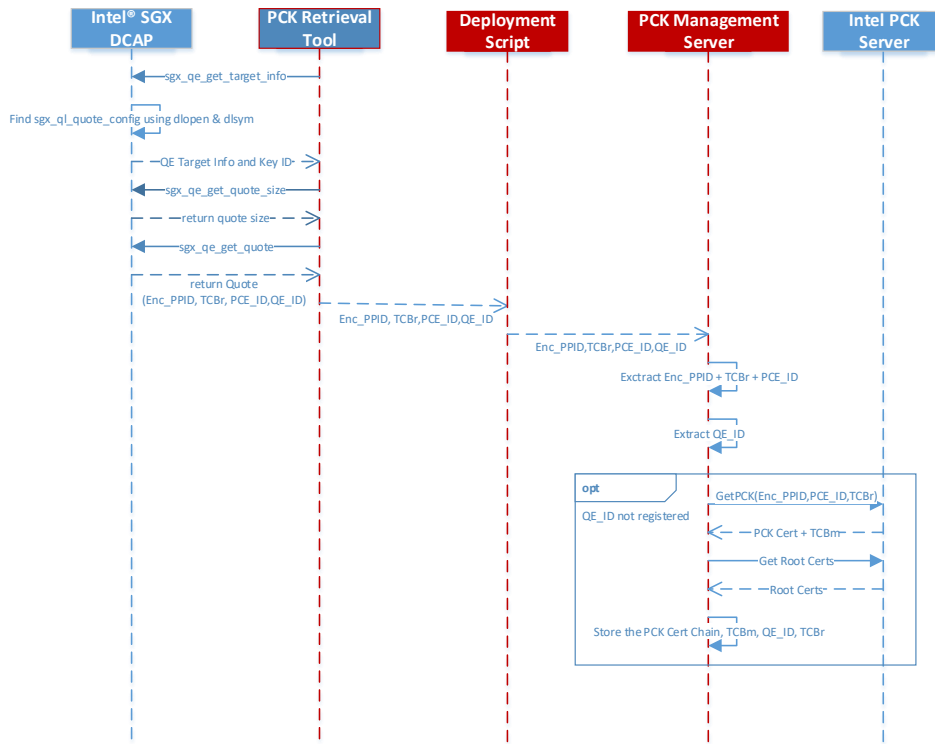 Intel® SGX
DCAP
PCK Retrieval
Tool
Deployment
Script
PCK Management
Server
Intel PCK
Server
sgx_qe_get_target_info
Find sgx_ql_quote_config using dlopen & dlsym
QE Target Info and Key ID
sgx_qe_get_quote_size
return quote size
sgx_qe_get_quote
return Quote
(Enc_PPID, TCBr, PCE_ID,QE_ID)
Enc_PPID, TCBr,PCE_ID,QE_ID
Enc_PPID,TCBr,PCE_ID,QE_ID
Exctract Enc_PPID + TCBr + PCE_ID
Extract QE_ID
opt
GetPCK(Enc_PPID,PCE_ID,TCBr)
QE_ID not registered
PCK Cert + TCBm
Get Root Certs
Root Certs
Store the PCK Cert Chain, TCBm, QE_ID, TCBr